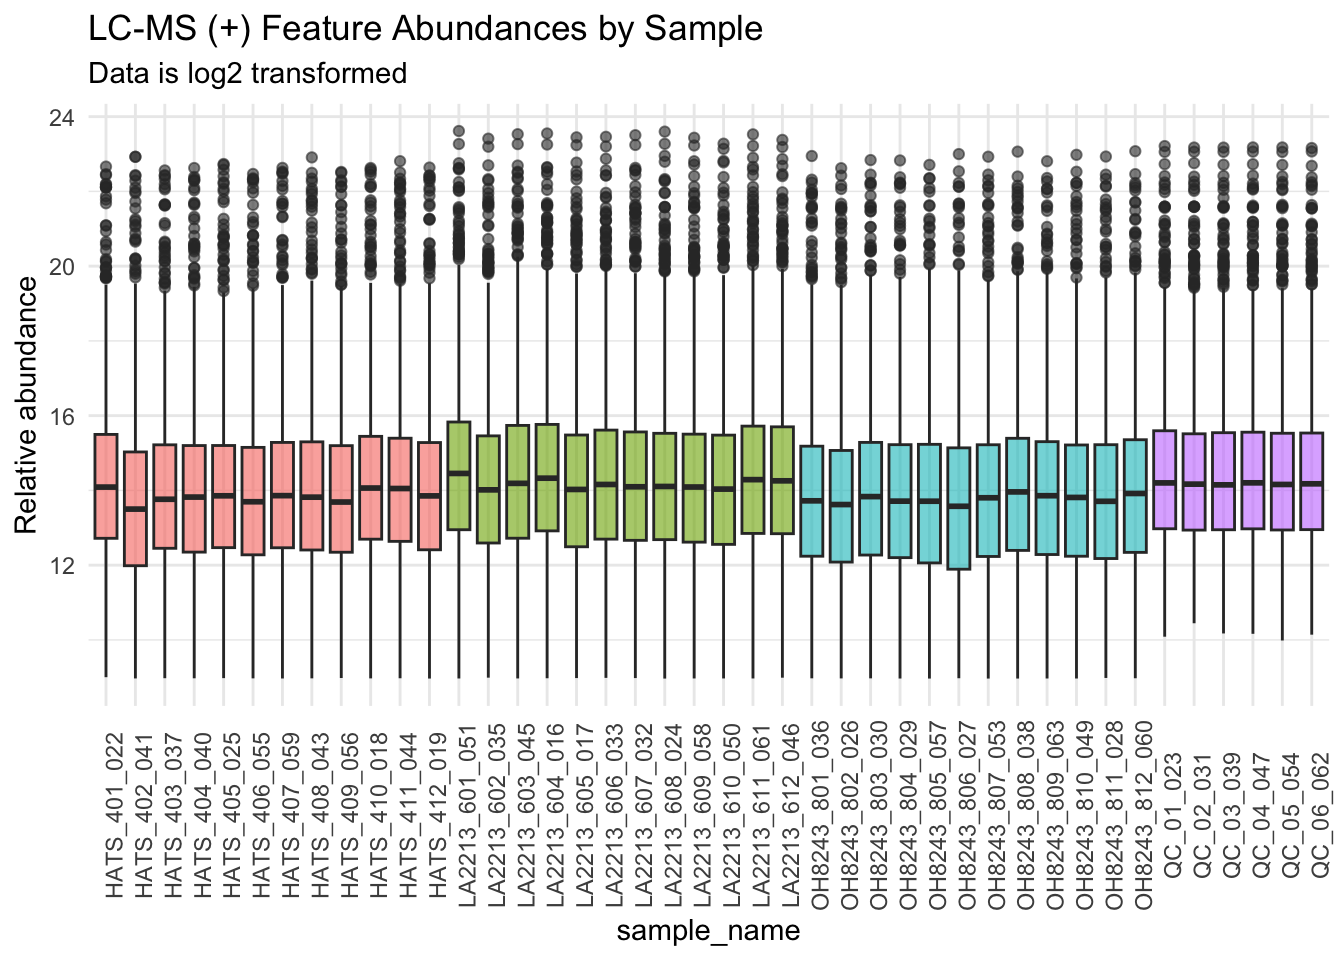 LC-MS (+) Feature Abundances by Sample
Data is log2 transformed
Relative abundance
24
20
16
12
HATS_401_022
HATS_402_041
HATS_403_037
HATS_404_040
HATS_405_025
HATS_406_055
HATS_407_059
HATS_408_043
HATS_409_056
HATS_410_018
HATS_411_044
HATS_412_019
LA2213_601_051
LA2213_602_035
LA2213_603_045
LA2213_604_016
LA2213_605_017
LA2213_606_033
LA2213_607_032
LA2213_608_024
LA2213_609_058
LA2213_610_050
LA2213_611_061
LA2213_612_046
OH8243_801_036
OH8243_802_026
OH8243_803_030
OH8243_804_029
OH8243_805_057
OH8243_806_027
OH8243_807_053
OH8243_808_038
OH8243_809_063
OH8243_810_049
OH8243_811_028
OH8243_812_060
QC_01_023
QC_02_031
QC_03_039
QC_04_047
QC_05_054
QC_06_062
sample_name